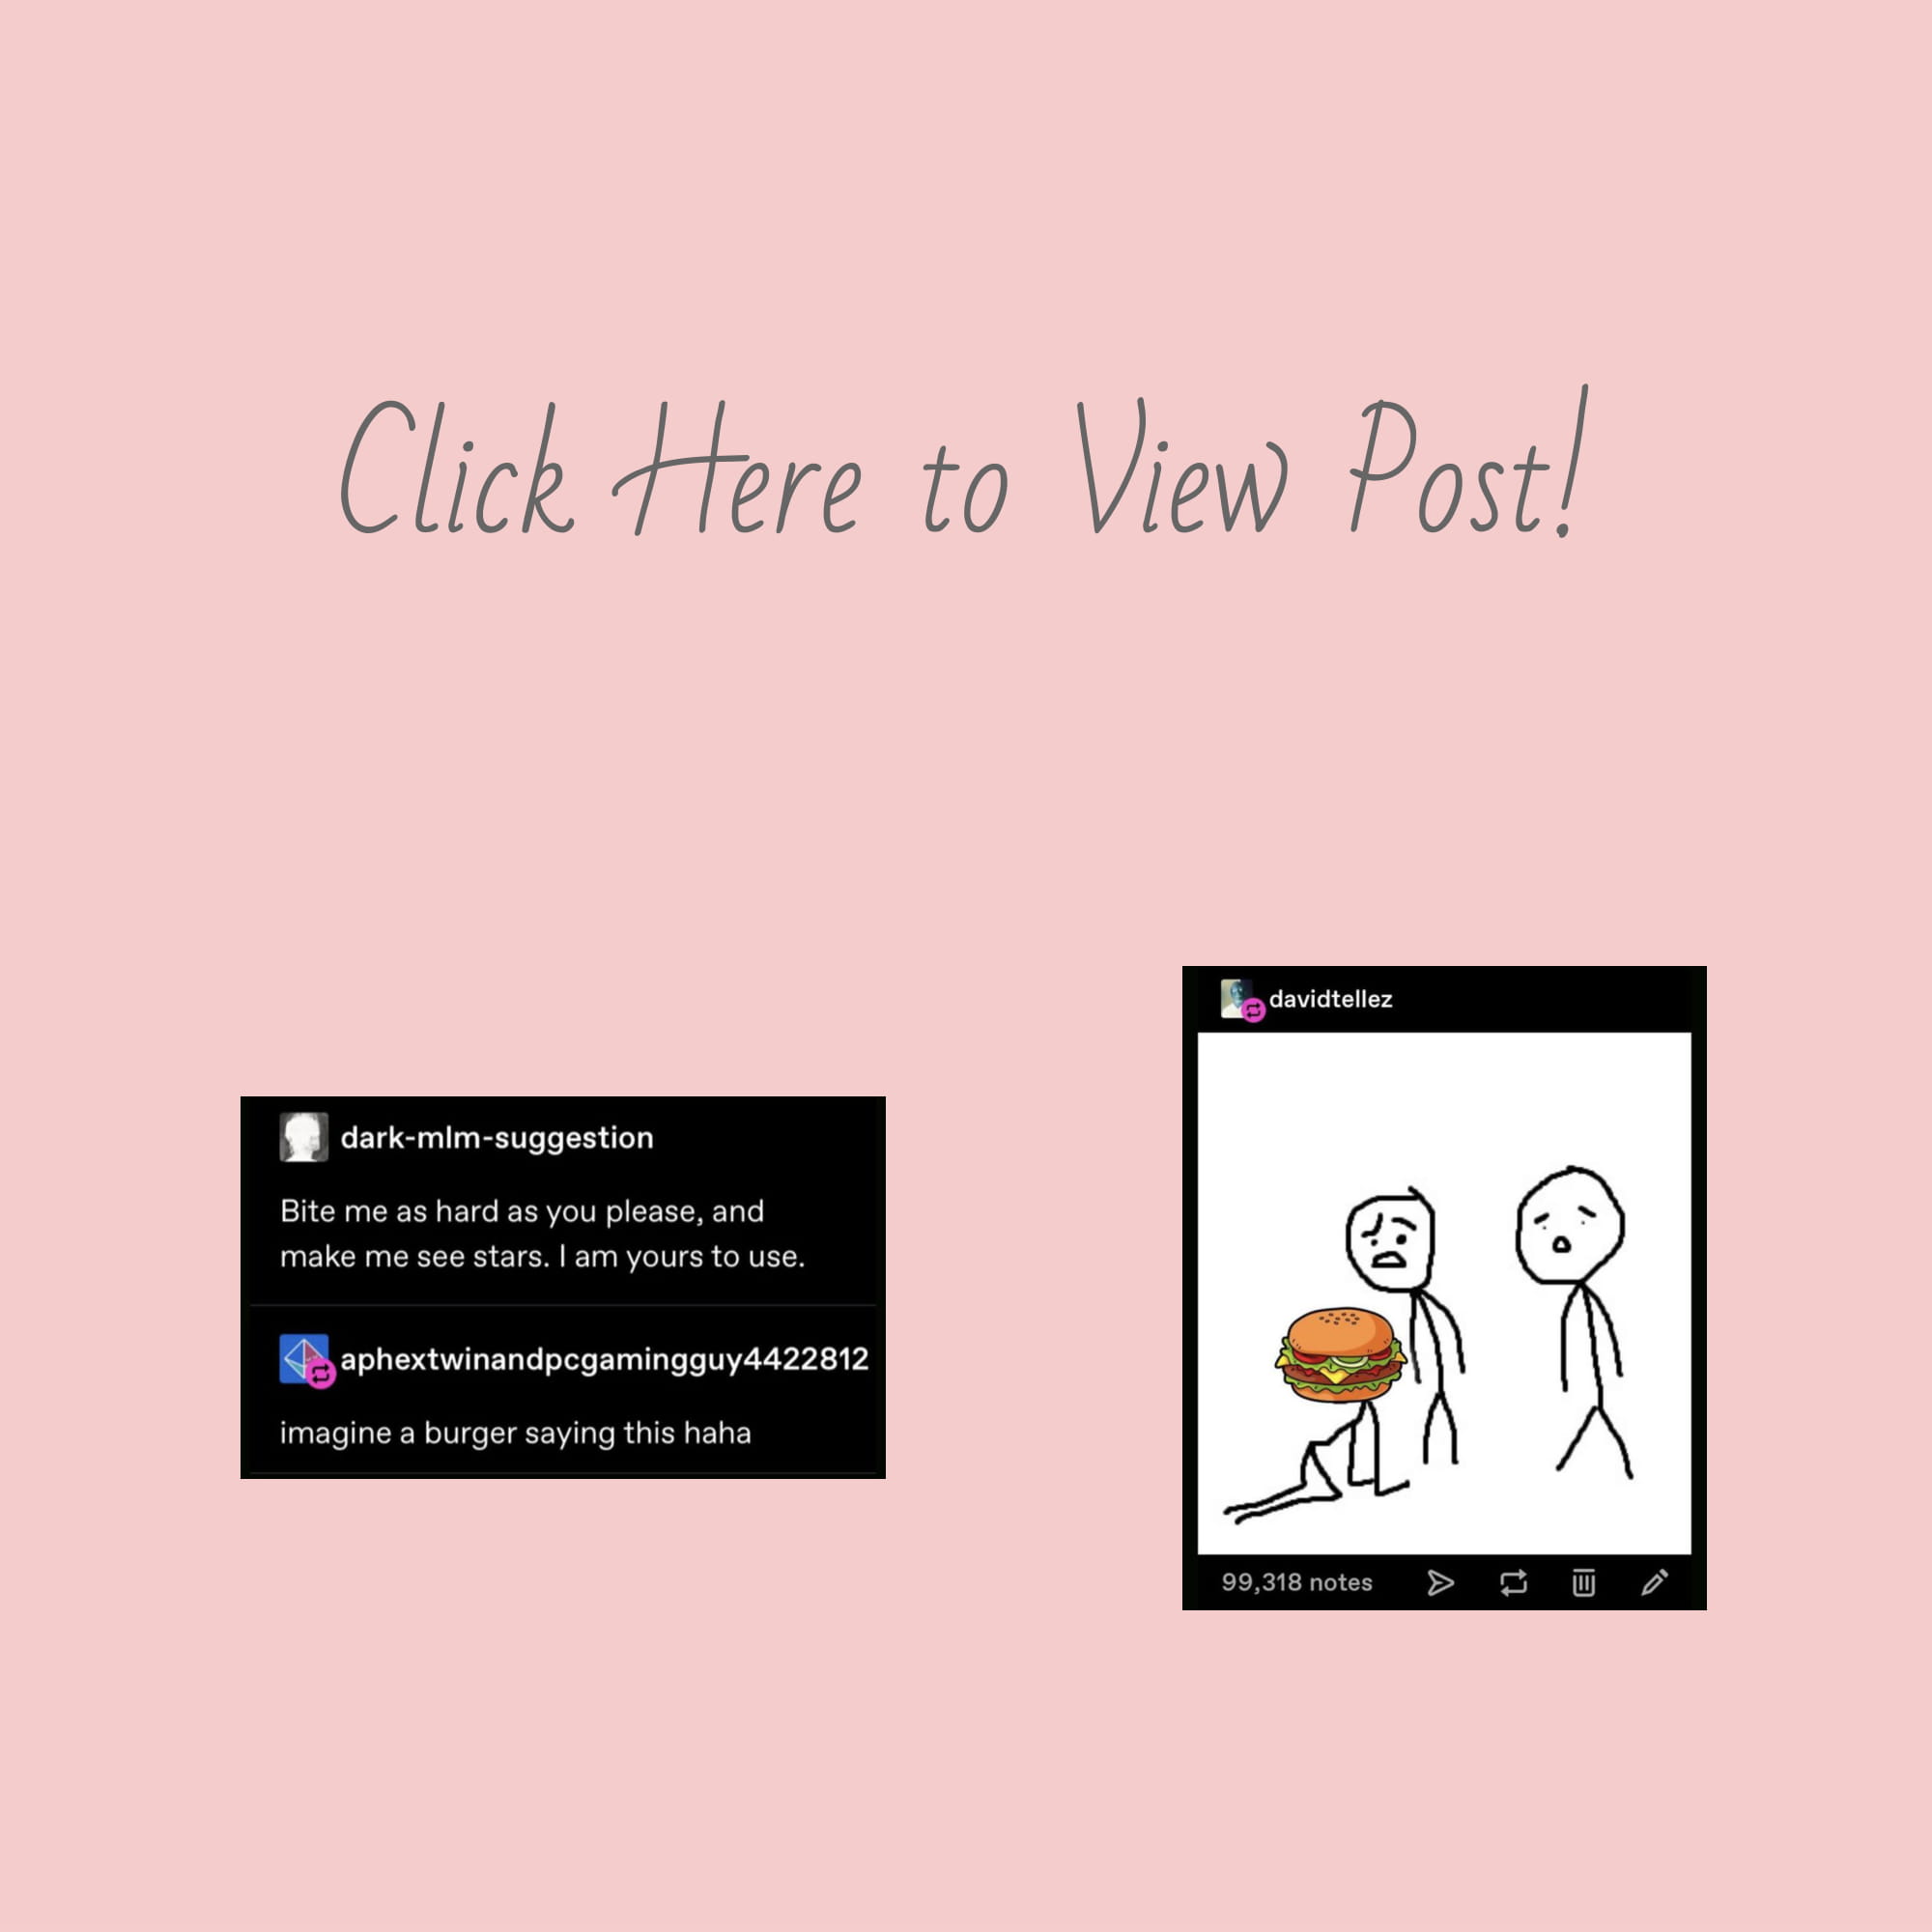 Click Here to View Post!
dark-mlm-suggestion
Bite me as hard as you please, and
make me see stars. I am yours to use.
aphextwinandpcgamingguy4422812
imagine a burger saying this haha
davidtellez
99,318 notes